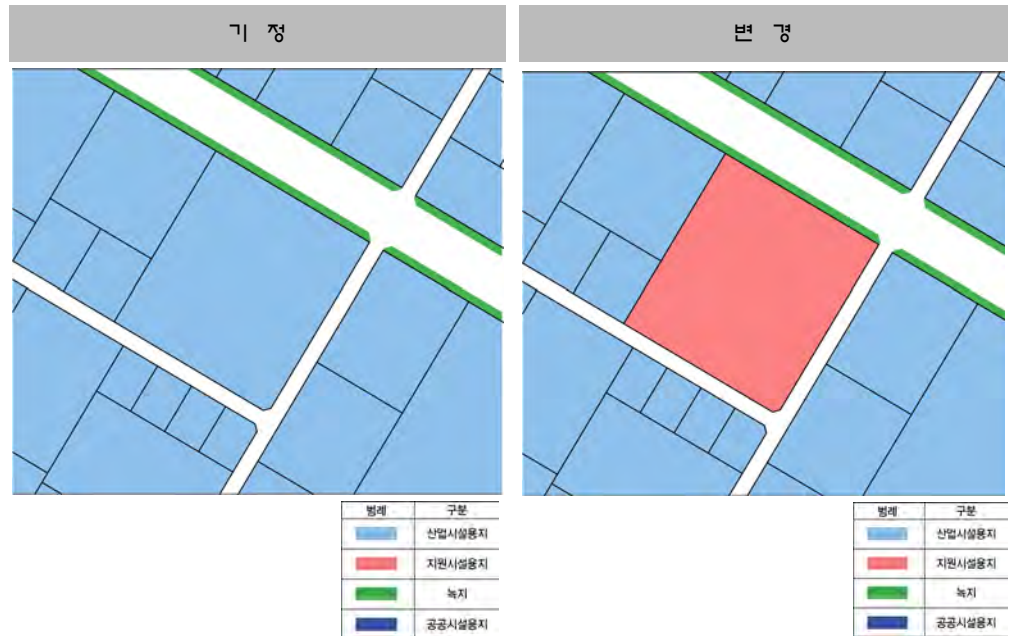 기 정
변 경
범례 구분
산업시설용지
지원시설용지
녹지
공공시설용지
범례 구분
산업시설용지
지원시설용지
녹지
공공시설용지